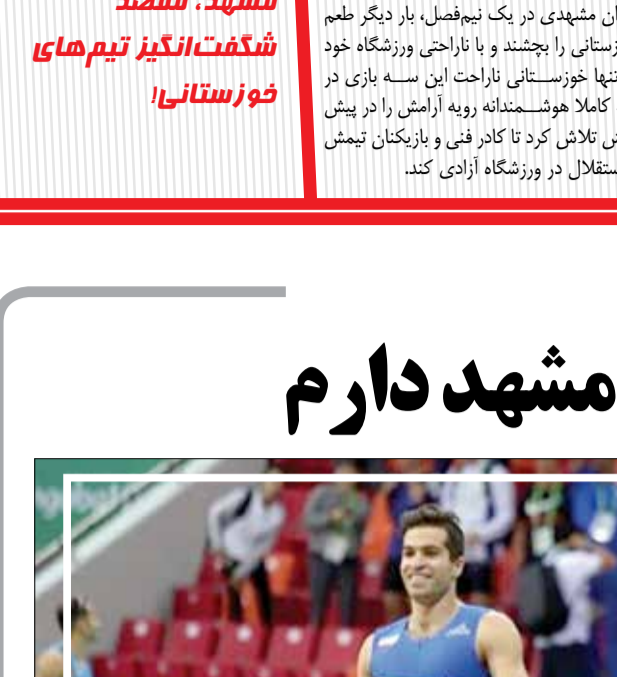 ان مشهدی در یک نیم‌فصل، بار دیگر طعم
زستانی را بچشند و با ناراحتی ورزشگاه خود
تنها خوزستانی ناراحت این سه بازی در
کاملا هوشمندانه رویه آرامش را در پیش
ش تلاش کرد تا کادر فنی و بازیکنان تیمش
ستقلال در ورزشگاه آزادی کند.
مشهد، مقصد
شگفت‌انگیز تیم‌های
خوزستانی!
مشهد دارم